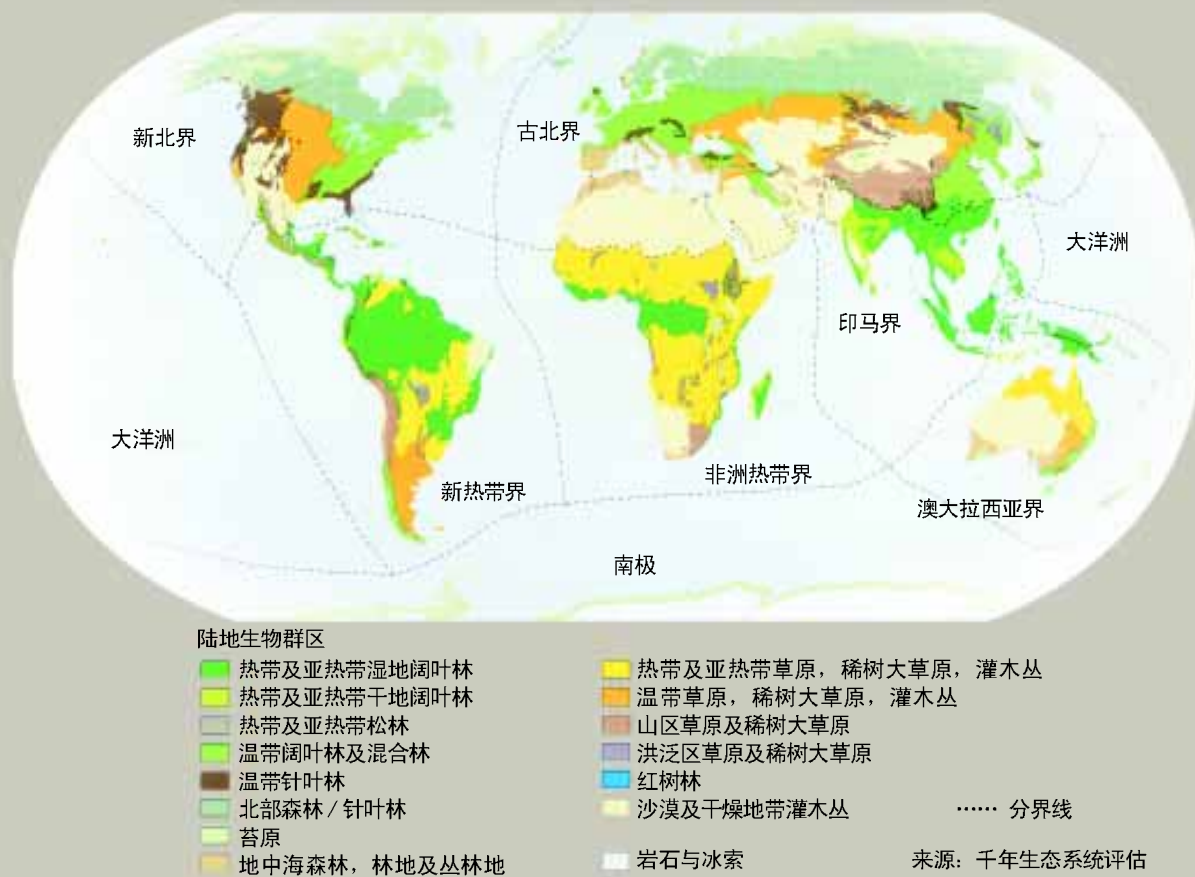 新北界
古北界
大洋洲
印马界
大洋洲
新热带界
非洲热带界
澳大拉西亚界
南极
陆地生物群区
热带及亚热带湿地阔叶林
热带及亚热带干地阔叶林
热带及亚热带松林
温带阔叶林及混合林
温带针叶林
北部森林/针叶林
苔原
地中海森林，林地及丛林地
热带及亚热带草原，稀树大草原，灌木丛
温带草原，稀树大草原，灌木丛
山区草原及稀树大草原
洪泛区草原及稀树大草原
红树林
沙漠及干燥地带灌木丛
…… 分界线
岩石与冰索
来源：千年生态系统评估